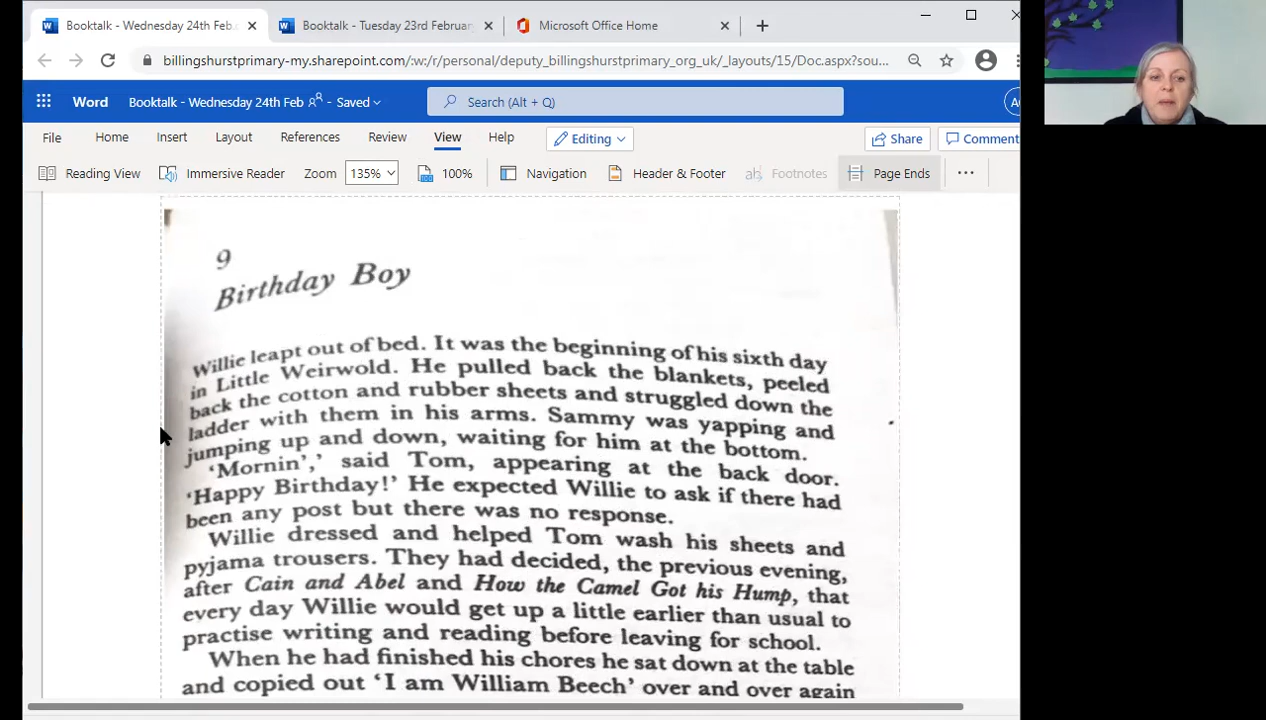 Booktalk - Wednesday 24th Feb.
Booktalk - Tuesday 23rd February
Microsoft Office Home
billingshurstprimary-my.sharepoint.com/:w:/r/personal/deputy_billingshurstprimary_org_uk/_layouts/15/Doc.aspx?sou...
Word Booktalk - Wednesday 24th Feb - Saved Search (Alt + Q)
File Home Insert Layout References Review View Help Editing Share Comment
Reading View Immersive Reader Zoom 135% 100% Navigation Header & Footer Footnotes Page Ends ...
9
Birthday Boy
Willie leapt out of bed. It was the beginning of his sixth day
in Little Weirwold. He pulled back the blankets, peeled
back the cotton and rubber sheets and struggled down the
ladder with them in his arms. Sammy was yapping and
jumping up and down, waiting for him at the bottom.
'Mornin',' said Tom, appearing at the back door.
'Happy Birthday!' He expected Willie to ask if there had
been any post but there was no response.
Willie dressed and helped Tom wash his sheets and
pyjama trousers. They had decided, the previous evening,
after Cain and Abel and How the Camel Got his Hump, that
every day Willie would get up a little earlier than usual to
practise writing and reading before leaving for school.
When he had finished his chores he sat down at the table
and copied out 'I am William Beech' over and over again